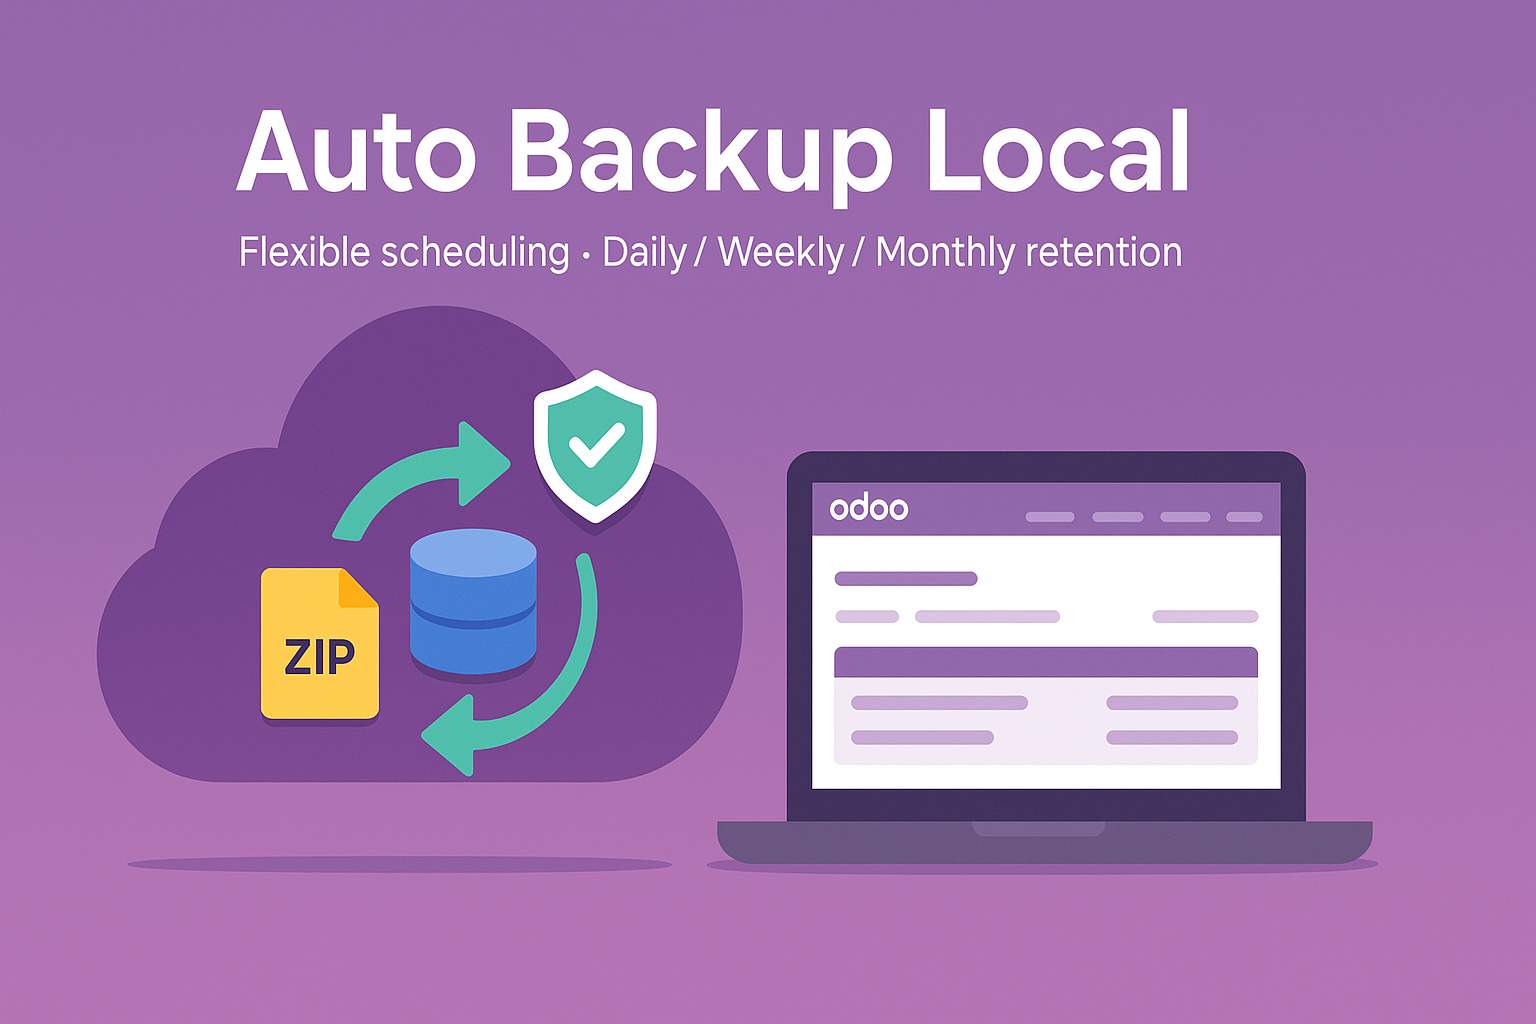 Auto Backup Local
Flexible scheduling · Daily / Weekly / Monthly retention
ZIP
odoo